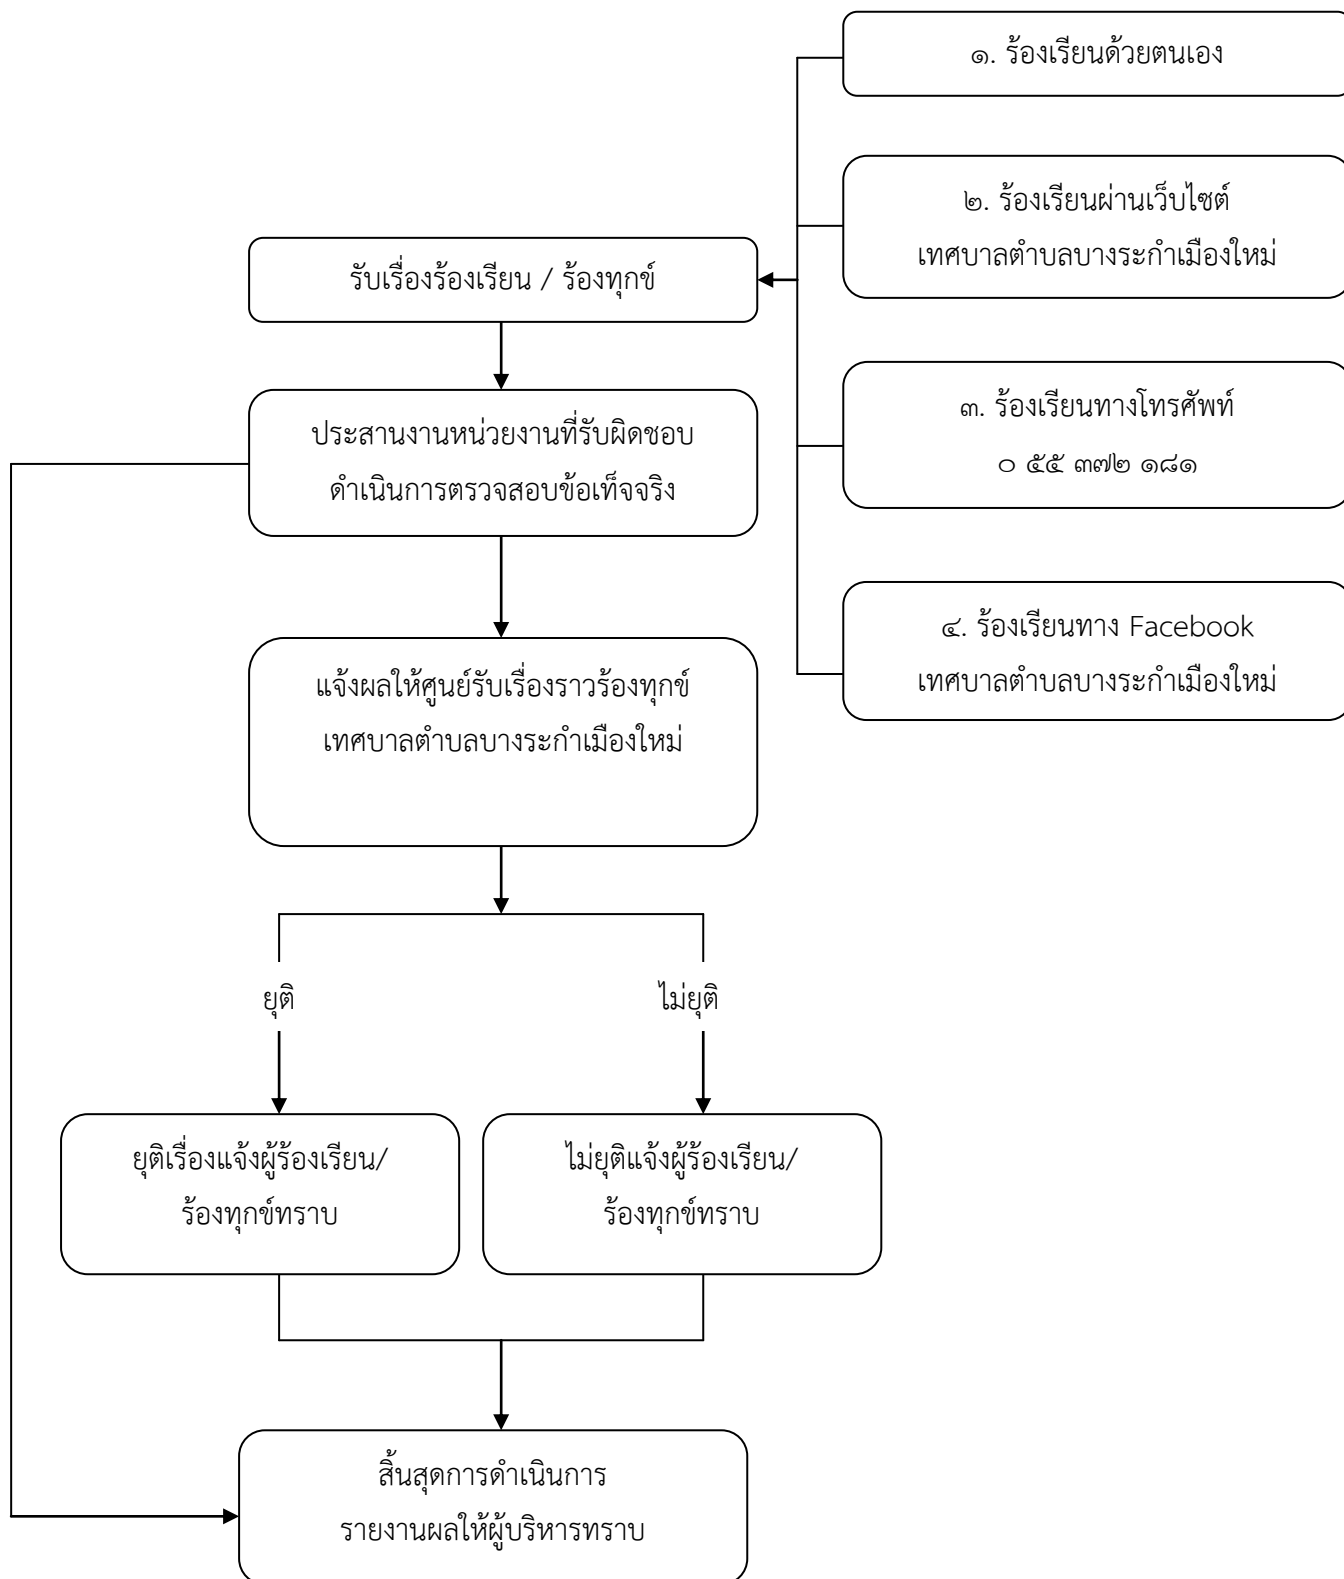 ๑. ร้องเรียนด้วยตนเอง
๒. ร้องเรียนผ่านเว็บไซต์
เทศบาลตำบลบางระกำเมืองใหม่
รับเรื่องร้องเรียน / ร้องทุกข์
๓. ร้องเรียนทางโทรศัพท์
๐ ๕๕ ๓๗๒ ๑๘๑
ประสานงานหน่วยงานที่รับผิดชอบ
ดำเนินการตรวจสอบข้อเท็จจริง
๔. ร้องเรียนทาง Facebook
เทศบาลตำบลบางระกำเมืองใหม่
แจ้งผลให้ศูนย์รับเรื่องราวร้องทุกข์
เทศบาลตำบลบางระกำเมืองใหม่
ยุติ
ไม่ยุติ
ยุติเรื่องแจ้งผู้ร้องเรียน/
ร้องทุกข์ทราบ
ไม่ยุติแจ้งผู้ร้องเรียน/
ร้องทุกข์ทราบ
สิ้นสุดการดำเนินการ
รายงานผลให้ผู้บริหารทราบ